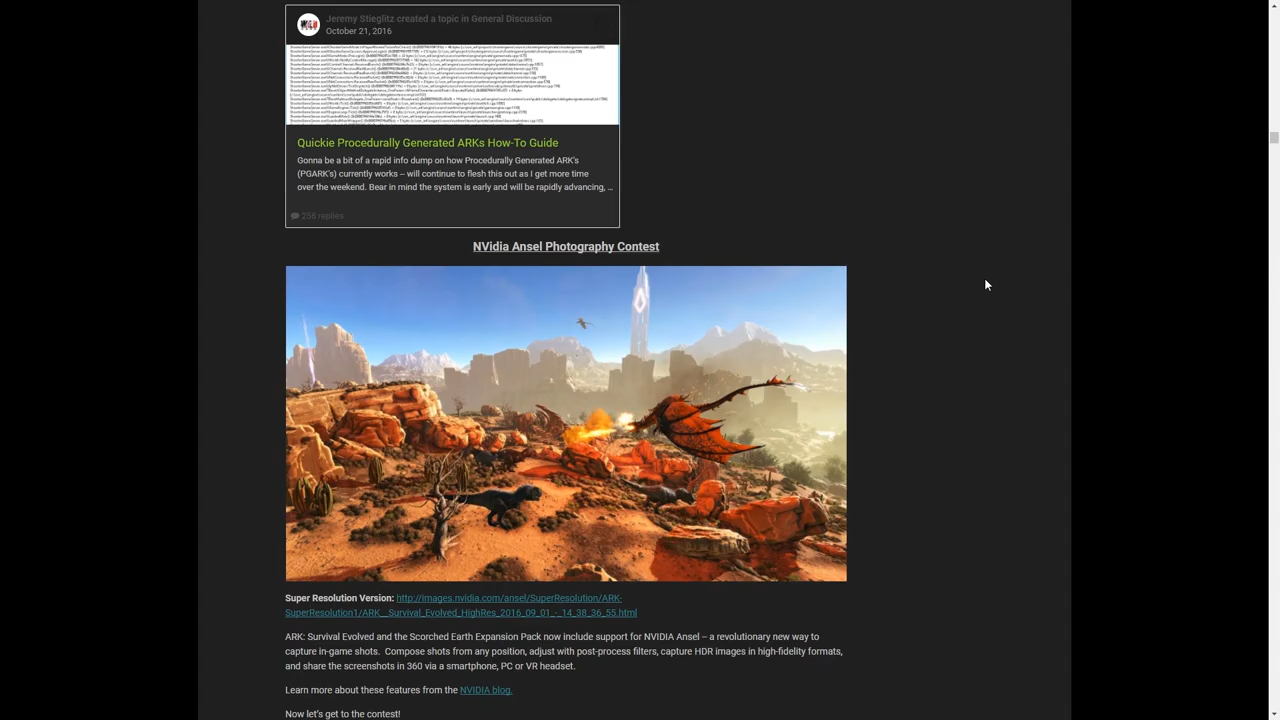 Jeremy Stieglitz created a topic in General Discussion
October 21, 2016
Quickie Procedurally Generated ARKs How-To Guide
Gonna be a bit of a rapid info dump on how Procedurally Generated ARK's
(PGARK's) currently works -- will continue to flesh this out as I get more time
over the weekend. Bear in mind the system is early and will be rapidly advancing, ...
256 replies
NVidia Ansel Photography Contest
Super Resolution Version: http://images.nvidia.com/ansel/SuperResolution/ARK-
SuperResolution1/ARK__Survival_Evolved_HighRes_2016_09_01_-_14_38_36_55.html
ARK: Survival Evolved and the Scorched Earth Expansion Pack now include support for NVIDIA Ansel – a revolutionary new way to
capture in-game shots.  Compose shots from any position, adjust with post-process filters, capture HDR images in high-fidelity formats,
and share the screenshots in 360 via a smartphone, PC or VR headset.
Learn more about these features from the NVIDIA blog.
Now let's get to the contest!